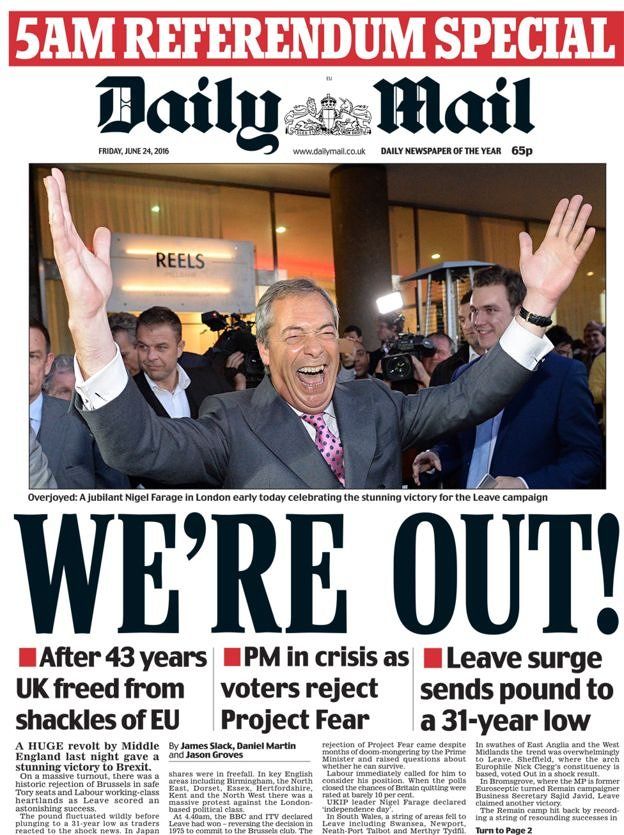 5AM REFERENDUM SPECIAL
EU
Daily Mail
FRIDAY, JUNE 24, 2016
www.dailymail.co.uk
DAILY NEWSPAPER OF THE YEAR
65p
REELS
Overjoyed: A jubilant Nigel Farage in London early today celebrating the stunning victory for the Leave campaign
WE'RE OUT!
After 43 years
UK freed from
shackles of EU
PM in crisis as
voters reject
Project Fear
Leave surge
sends pound to
a 31-year low
A HUGE revolt by Middle
England last night gave a
stunning victory to Brexit.
On a massive turnout, there was a
historic rejection of Brussels in safe
Tory seats and Labour working-class
heartlands as Leave scored an
astonishing success.
The pound fluctuated wildly before
plunging to a 31-year low as traders
reacted to the shock news. In Japan
By James Slack, Daniel Martin
and Jason Groves
shares were in freefall. In key English
areas including Birmingham, the North
East, Dorset, Essex, Hertfordshire,
Kent and the North West there was a
massive protest against the London-
based political class.
At 4.40am, the BBC and ITV declared
Leave had won – reversing the decision in
1975 to commit to the Brussels club. The
rejection of Project Fear came despite
months of doom-mongering by the Prime
Minister and raised questions about
whether he can survive.
Labour immediately called for him to
consider his position. When the polls
closed the chances of Britain quitting were
rated at barely 10 per cent.
UKIP leader Nigel Farage declared
'independence day'.
In South Wales, a string of areas fell to
Leave including Swansea, Newport,
Neath-Port Talbot and Merthyr Tydfil.
In swathes of East Anglia and the West
Midlands the trend was overwhelmingly
to Leave. Sheffield, where the arch
Europhile Nick Clegg's constituency is
based, voted Out in a shock result.
In Bromsgrove, where the MP is former
Eurosceptic turned Remain campaigner
Business Secretary Sajid Javid, Leave
claimed another victory.
The Remain camp hit back by record-
ing a string of resounding successes in
Turn to Page 2